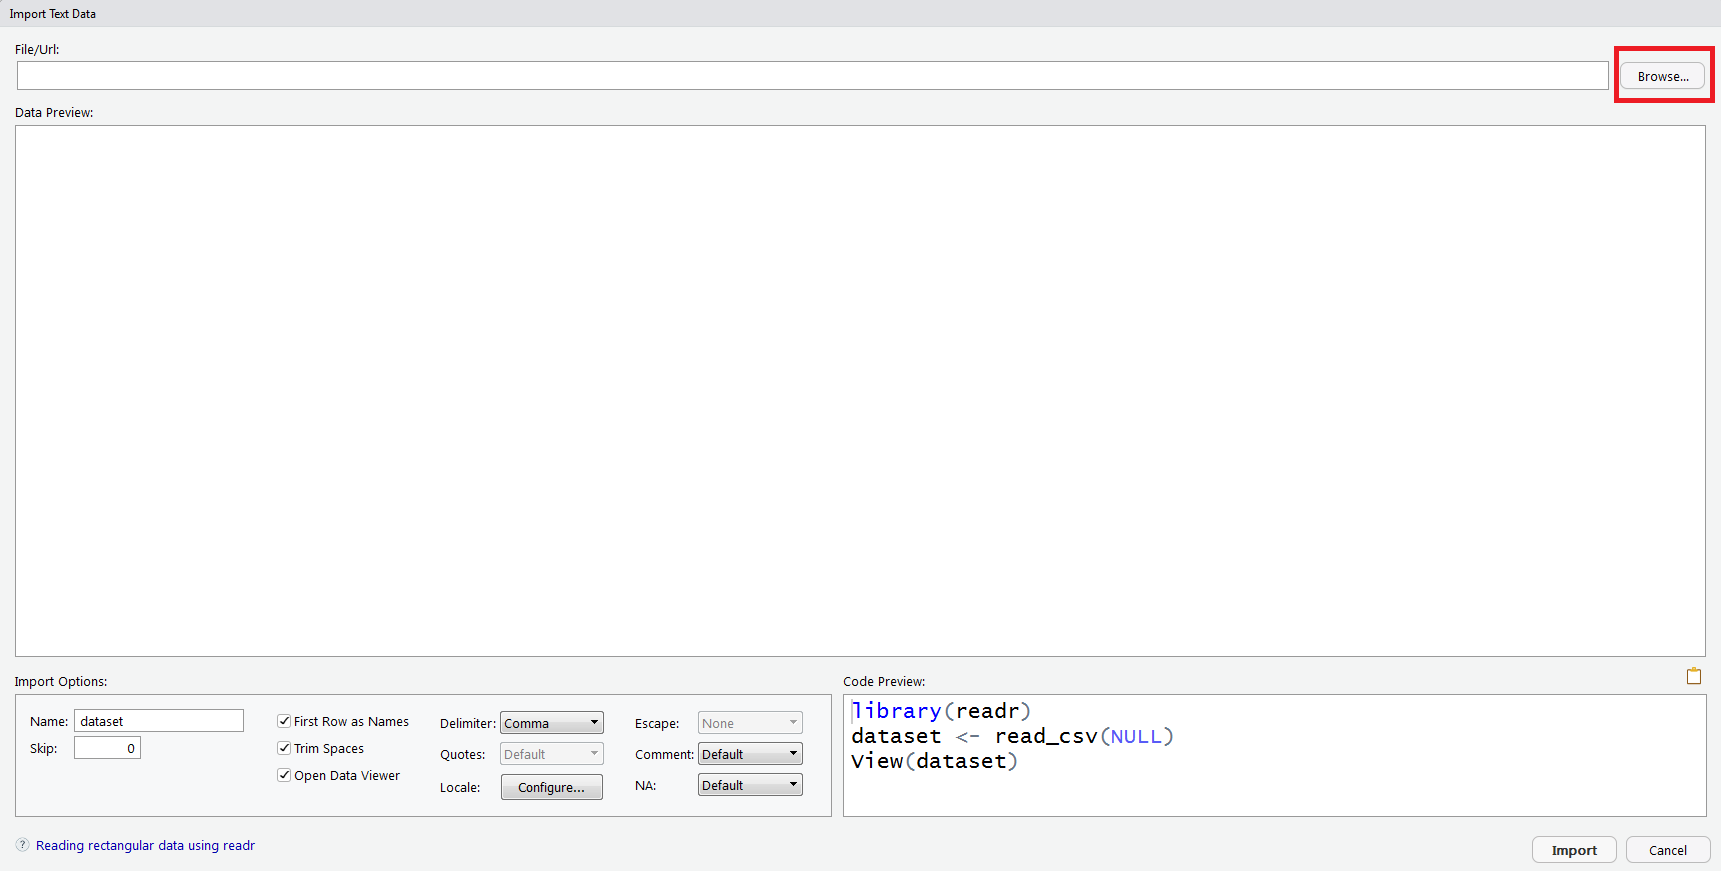 Import Text Data
File/Url:
Browse...
Data Preview:
Import Options:
Name: dataset
Skip: 0
First Row as Names
Trim Spaces
Open Data Viewer
Delimiter: Comma
Quotes: Default
Locale: Configure...
Escape: None
Comment: Default
NA: Default
Code Preview:
library(readr)
dataset <- read_csv(NULL)
View(dataset)
? Reading rectangular data using readr
Import
Cancel